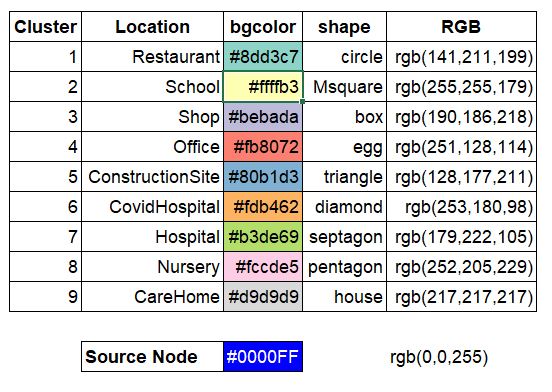 Cluster Location bgcolor shape RGB
1 Restaurant #8dd3c7 circle rgb(141,211,199)
2 School #ffffb3 Msquare rgb(255,255,179)
3 Shop #bebada box rgb(190,186,218)
4 Office #fb8072 egg rgb(251,128,114)
5 ConstructionSite #80b1d3 triangle rgb(128,177,211)
6 CovidHospital #fdb462 diamond rgb(253,180,98)
7 Hospital #b3de69 septagon rgb(179,222,105)
8 Nursery #fccde5 pentagon rgb(252,205,229)
9 CareHome #d9d9d9 house rgb(217,217,217)
Source Node #0000FF rgb(0,0,255)